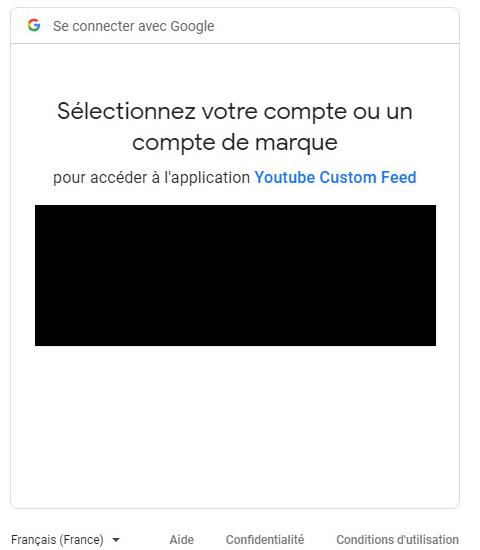 Se connecter avec Google
Sélectionnez votre compte ou un
compte de marque
pour accéder à l'application Youtube Custom Feed
Français (France) Aide Confidentialité Conditions d'utilisation